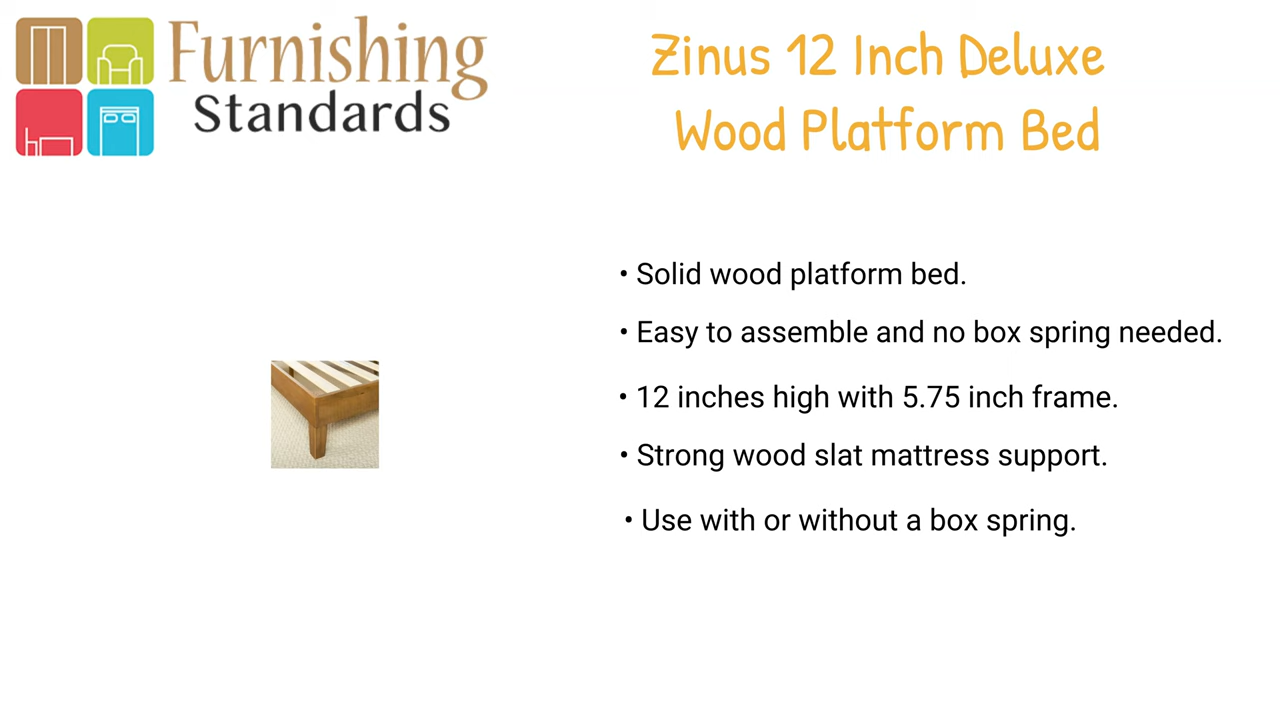 Furnishing
Standards
Zinus 12 Inch Deluxe
Wood Platform Bed
• Solid wood platform bed.
• Easy to assemble and no box spring needed.
• 12 inches high with 5.75 inch frame.
• Strong wood slat mattress support.
• Use with or without a box spring.